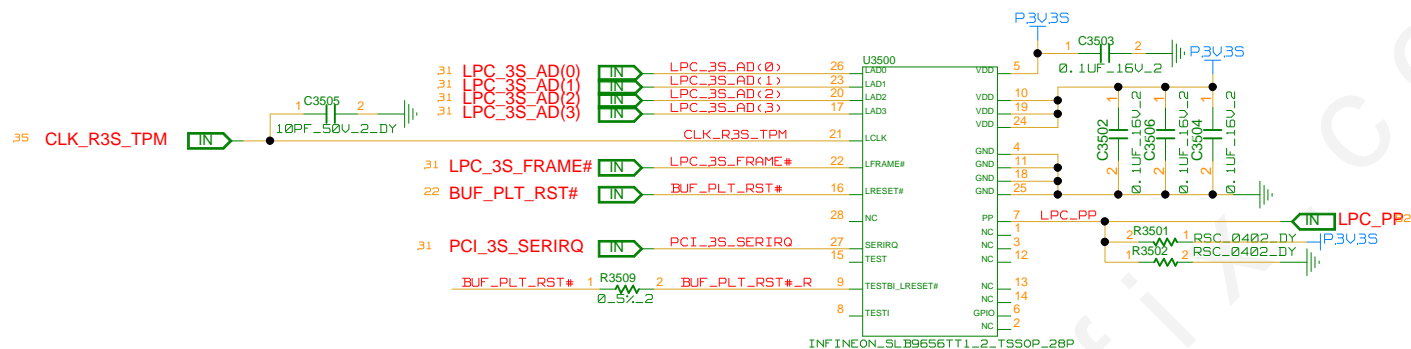 P3V3S
C3503
1 2
0.1UF_16V_2
P3V3S
U3500
31 LPC_3S_AD(0) IN LPC_3S_AD(0) 26 LAD0 VDD 5
31 LPC_3S_AD(1) IN LPC_3S_AD(1) 23 LAD1
31 LPC_3S_AD(2) IN LPC_3S_AD(2) 20 LAD2 VDD 10
31 LPC_3S_AD(3) IN LPC_3S_AD(3) 17 LAD3 VDD 19
VDD 24
1 C3505 2
10PF_50V_2_DY
35 CLK_R3S_TPM IN CLK_R3S_TPM 21 LCLK
1 1 1
C3502 0.1UF_16V_2
C3506 0.1UF_16V_2
C3504 0.1UF_16V_2
2 2 2
GND 4
31 LPC_3S_FRAME# IN LPC_3S_FRAME# 22 LFRAME# GND 11
GND 18
22 BUF_PLT_RST# IN BUF_PLT_RST# 16 LRESET# GND 25
28 NC PP 7 LPC_PP IN LPC_PP
NC 1
31 PCI_3S_SERIRQ IN PCI_3S_SERIRQ 27 SERIRQ NC 3
15 TEST NC 12
R3501
2 1 RSC_0402_DY P3V3S
R3502
1 2 RSC_0402_DY
BUF_PLT_RST# 1 R3509 2 BUF_PLT_RST#_R 9 TESTBI_LRESET# NC 13
0_5%_2
NC 14
8 TESTI GPIO 6
NC 2
INFINEON_SLB9656TT1_2_TSSOP_28P